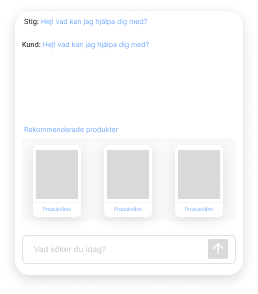 Stig: Hej! vad kan jag hjälpa dig med?
Kund: Hej! vad kan jag hjälpa dig med?
Rekommenderade produkter
Produktlänk Produktlänk Produktlänk
Vad söker du idag?